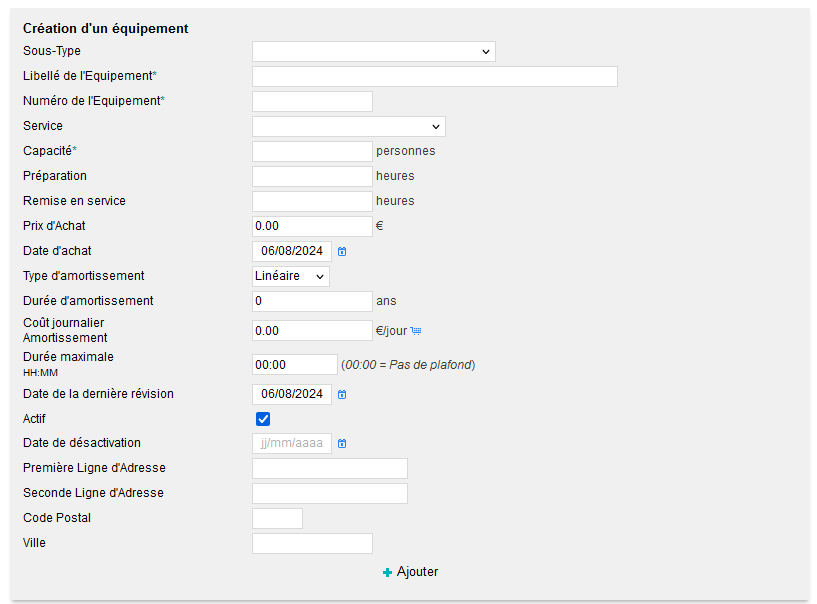 Création d'un équipement
Sous-Type
Libellé de l'Equipement*
Numéro de l'Equipement*
Service
Capacité* personnes
Préparation heures
Remise en service heures
Prix d'Achat 0.00 €
Date d'achat 06/08/2024
Type d'amortissement Linéaire
Durée d'amortissement 0 ans
Coût journalier
Amortissement 0.00 €/jour
Durée maximale
HH:MM 00:00 (00:00 = Pas de plafond)
Date de la dernière révision 06/08/2024
Actif
Date de désactivation jj/mm/aaaa
Première Ligne d'Adresse
Seconde Ligne d'Adresse
Code Postal
Ville
Ajouter